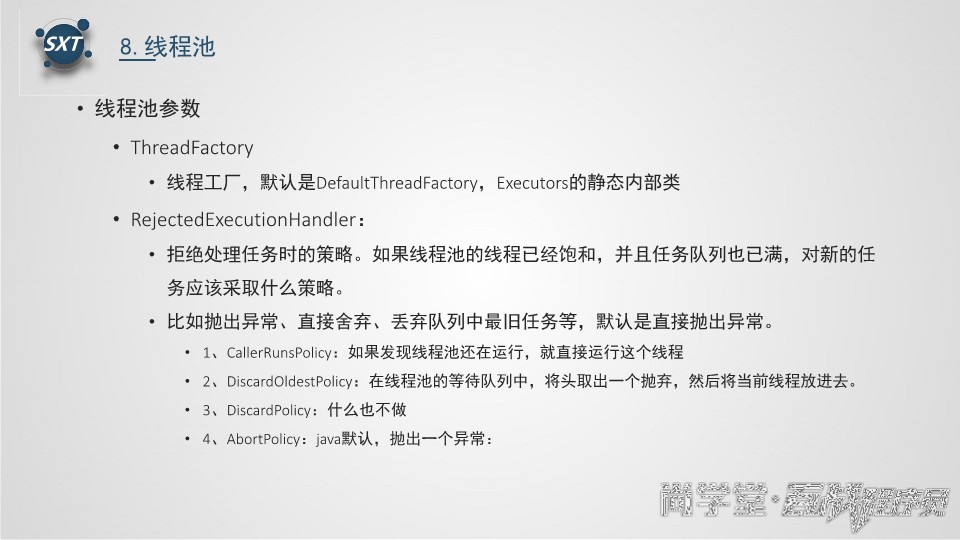 SXT
8. 线程池
• 线程池参数
• ThreadFactory
• 线程工厂，默认是DefaultThreadFactory，Executors的静态内部类
• RejectedExecutionHandler：
• 拒绝处理任务时的策略。如果线程池的线程已经饱和，并且任务队列也已满，对新的任
务应该采取什么策略。
• 比如抛出异常、直接舍弃、丢弃队列中最旧任务等，默认是直接抛出异常。
• 1、CallerRunsPolicy：如果发现线程池还在运行，就直接运行这个线程
• 2、DiscardOldestPolicy：在线程池的等待队列中，将头取出一个抛弃，然后将当前线程放进去。
• 3、DiscardPolicy：什么也不做
• 4、AbortPolicy：java默认，抛出一个异常：
尚学堂·百战程序员